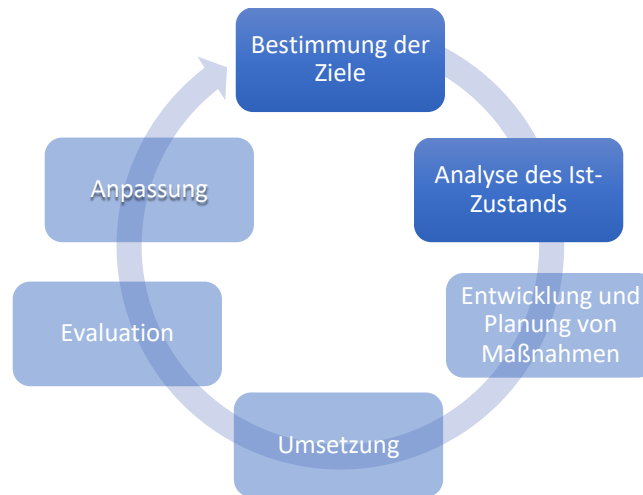 Bestimmung der
Ziele
Analyse des Ist-
Zustands
Entwicklung und
Planung von
Maßnahmen
Umsetzung
Evaluation
Anpassung